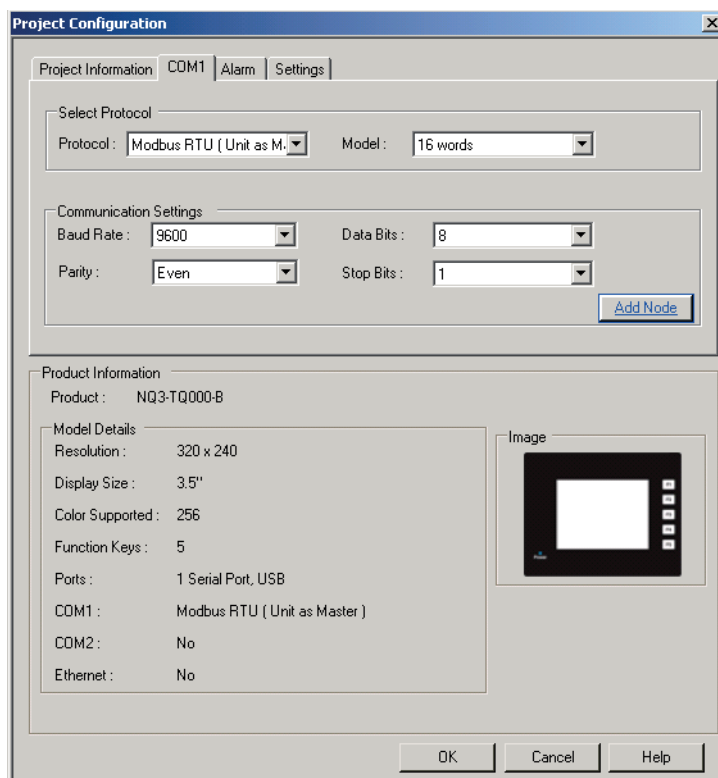 Project Configuration
Project Information COM1 Alarm Settings
Select Protocol
Protocol : Modbus RTU ( Unit as M. Model : 16 words
Communication Settings
Baud Rate : 9600 Data Bits : 8
Parity : Even Stop Bits : 1
Add Node
Product Information
Product : NQ3-TQ000-B
Model Details
Resolution : 320 x 240
Display Size : 3.5"
Color Supported : 256
Function Keys : 5
Ports : 1 Serial Port, USB
COM1 : Modbus RTU ( Unit as Master )
COM2 : No
Ethernet : No
Image
Power
OK Cancel Help